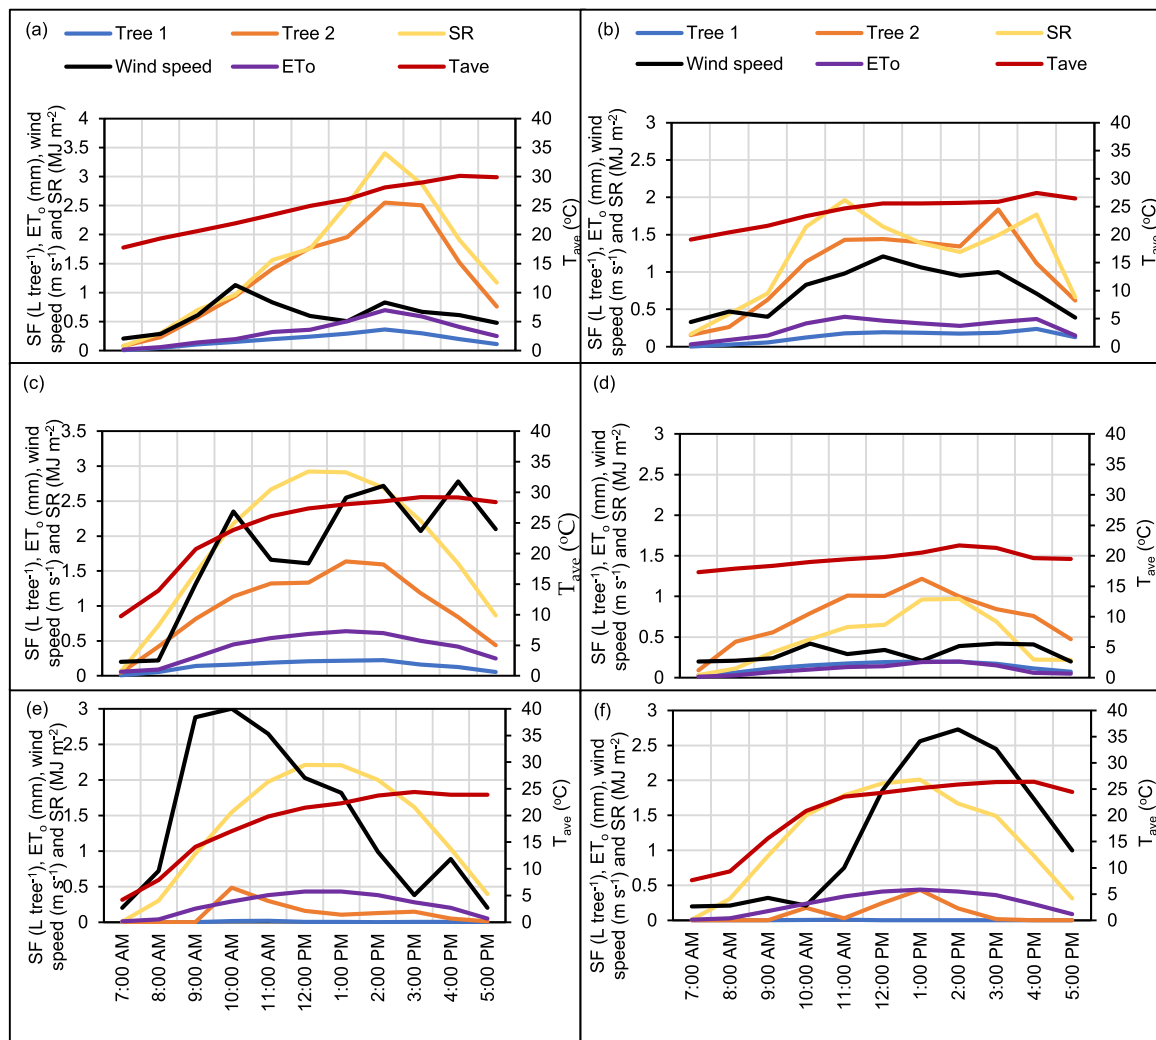 (a)
Tree 1
Tree 2
SR
Wind speed
ETo
Tave
SF (L tree⁻¹), ETₒ (mm), wind
speed (m s⁻¹) and SR (MJ m⁻²)
4
3.5
3
2.5
2
1.5
1
0.5
0
40
35
30
25
20
15
10
5
0
Tave (ºC)
(b)
Tree 1
Tree 2
SR
Wind speed
ETo
Tave
SF (L tree⁻¹), ETₒ (mm), wind
speed (m s⁻¹) and SR (MJ m⁻²)
3
2.5
2
1.5
1
0.5
0
40
35
30
25
20
15
10
5
0
Tave (ºC)
(c)
SF (L tree⁻¹), ETₒ (mm), wind
speed (m s⁻¹) and SR (MJ m⁻²)
3.5
3
2.5
2
1.5
1
0.5
0
40
35
30
25
20
15
10
5
0
Tave (ºC)
(d)
SF (L tree⁻¹), ETₒ (mm), wind
speed (m s⁻¹) and SR (MJ m⁻²)
3
2.5
2
1.5
1
0.5
0
40
35
30
25
20
15
10
5
0
Tave (ºC)
(e)
SF (L tree⁻¹), ETₒ (mm), wind
speed (m s⁻¹) and SR (MJ m⁻²)
3
2.5
2
1.5
1
0.5
0
40
35
30
25
20
15
10
5
0
Tave (ºC)
7:00 AM
8:00 AM
9:00 AM
10:00 AM
11:00 AM
12:00 PM
1:00 PM
2:00 PM
3:00 PM
4:00 PM
5:00 PM
(f)
SF (L tree⁻¹), ETₒ (mm), wind
speed (m s⁻¹) and SR (MJ m⁻²)
3
2.5
2
1.5
1
0.5
0
40
35
30
25
20
15
10
5
0
Tave (ºC)
7:00 AM
8:00 AM
9:00 AM
10:00 AM
11:00 AM
12:00 PM
1:00 PM
2:00 PM
3:00 PM
4:00 PM
5:00 PM